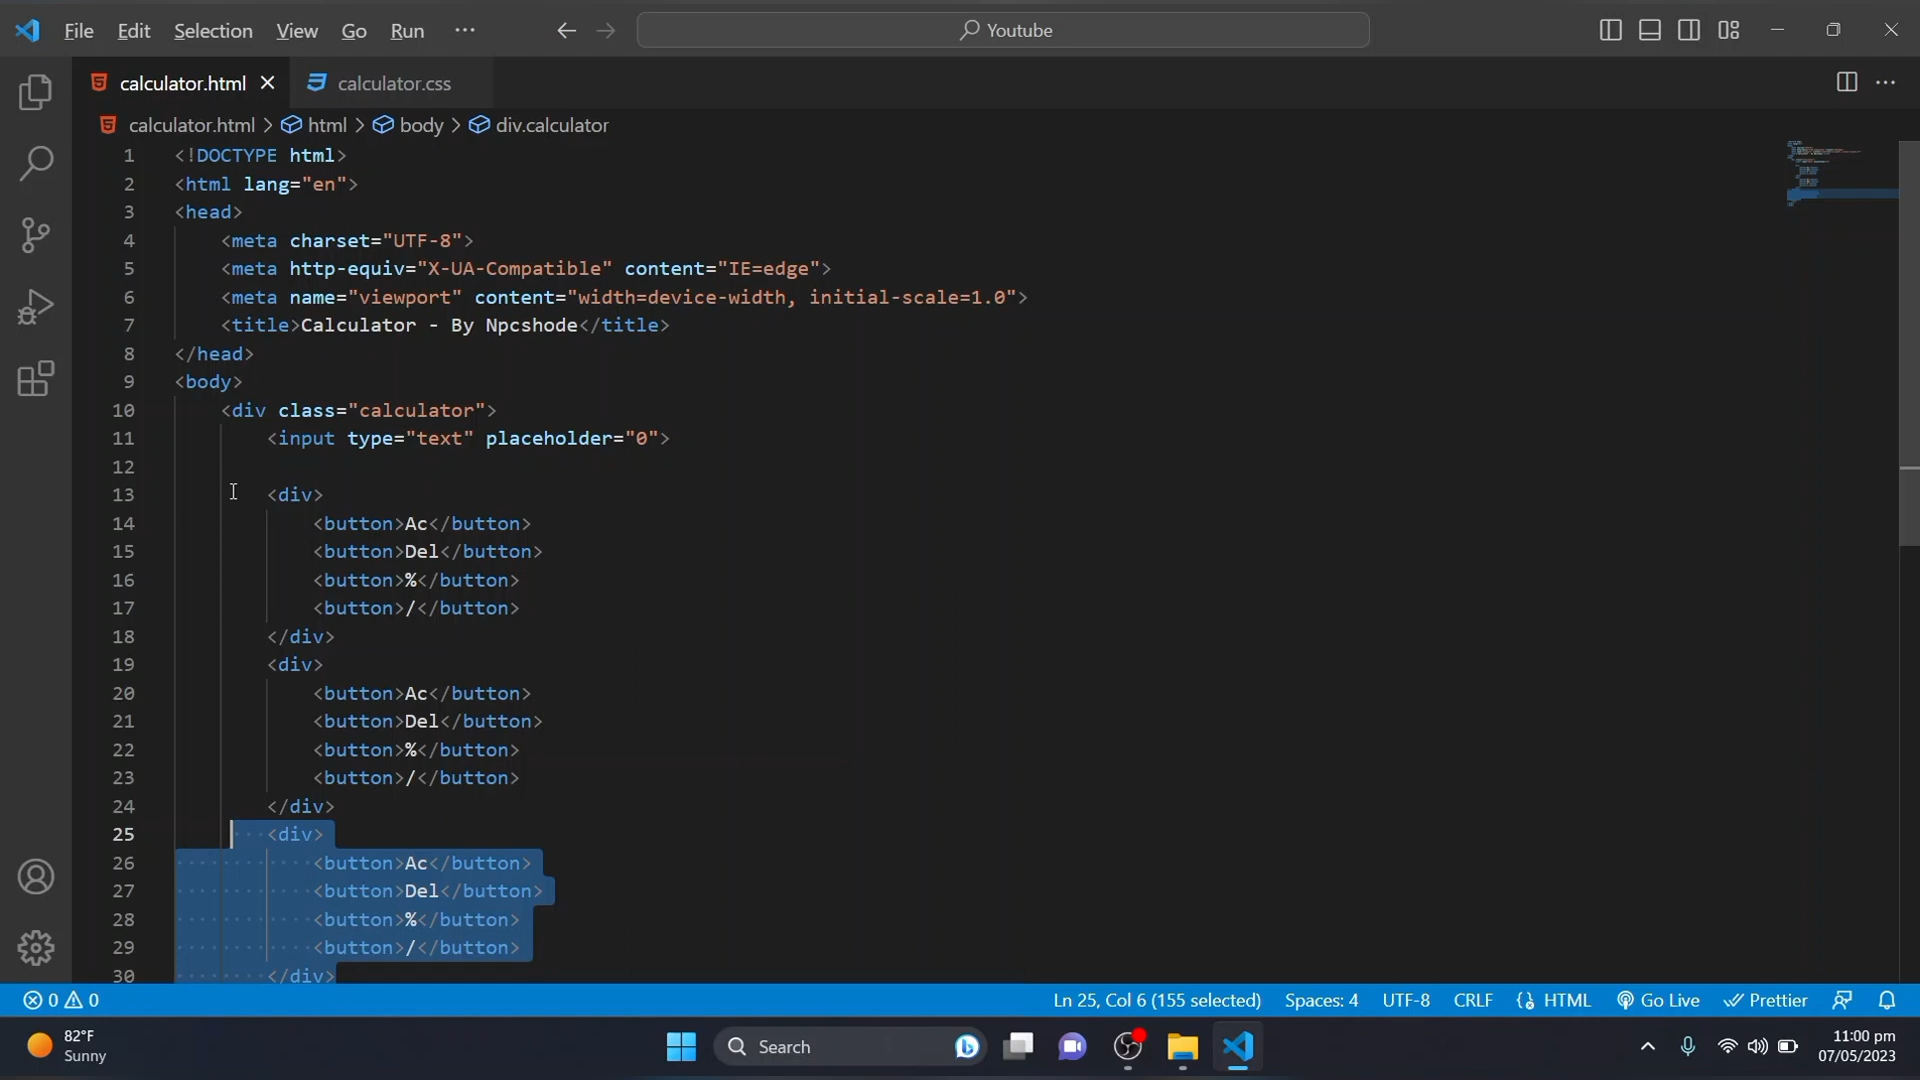 File Edit Selection View Go Run ··· Youtube
calculator.html calculator.css
calculator.html > html > body > div.calculator
1 <!DOCTYPE html>
2 <html lang="en">
3 <head>
4 <meta charset="UTF-8">
5 <meta http-equiv="X-UA-Compatible" content="IE=edge">
6 <meta name="viewport" content="width=device-width, initial-scale=1.0">
7 <title>Calculator - By Npcshode</title>
8 </head>
9 <body>
10 <div class="calculator">
11 <input type="text" placeholder="0">
12
13 <div>
14 <button>Ac</button>
15 <button>Del</button>
16 <button>%</button>
17 <button>/</button>
18 </div>
19 <div>
20 <button>Ac</button>
21 <button>Del</button>
22 <button>%</button>
23 <button>/</button>
24 </div>
25 <div>
26 <button>Ac</button>
27 <button>Del</button>
28 <button>%</button>
29 <button>/</button>
30 </div>
0 0 Ln 25, Col 6 (155 selected) Spaces: 4 UTF-8 CRLF HTML Go Live Prettier
82°F
Sunny
Search
11:00 pm
07/05/2023